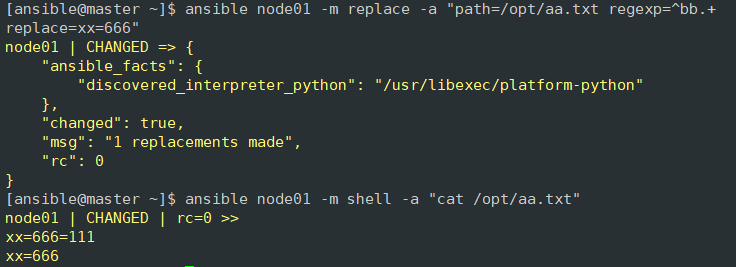 [ansible@master ~]$ ansible node01 -m replace -a "path=/opt/aa.txt regexp=^bb.+
replace=xx=666"
node01 | CHANGED => {
    "ansible_facts": {
        "discovered_interpreter_python": "/usr/libexec/platform-python"
    },
    "changed": true,
    "msg": "1 replacements made",
    "rc": 0
}
[ansible@master ~]$ ansible node01 -m shell -a "cat /opt/aa.txt"
node01 | CHANGED | rc=0 >>
xx=666=111
xx=666